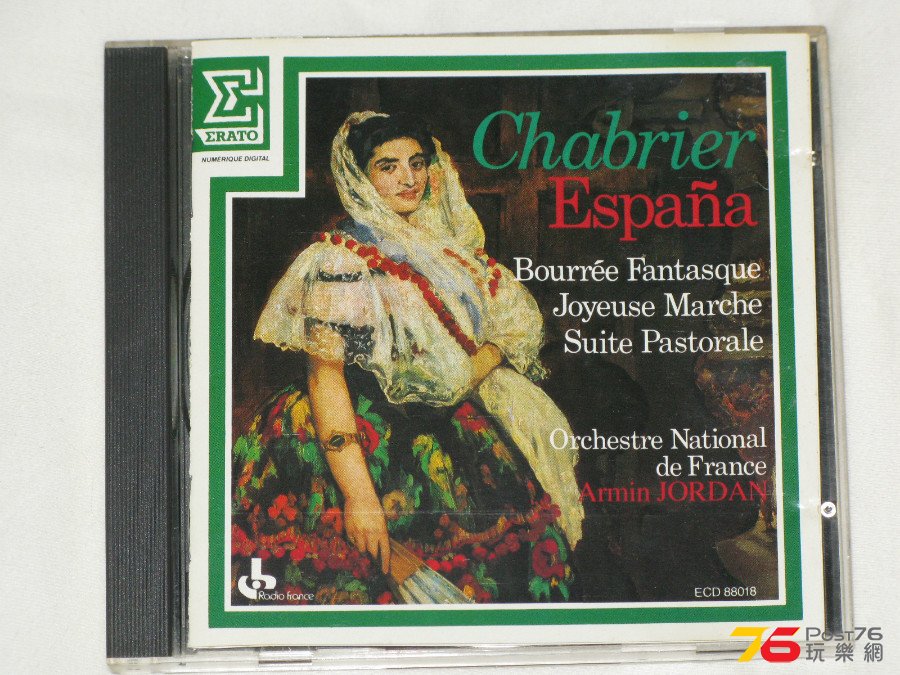 ERATO
NUMERIQUE DIGITAL
Chabrier
España
Bourrée Fantasque
Joyeuse Marche
Suite Pastorale
Orchestre National
de France
Armin JORDAN
Radio france
ECD 88018
76 Post76
玩樂網